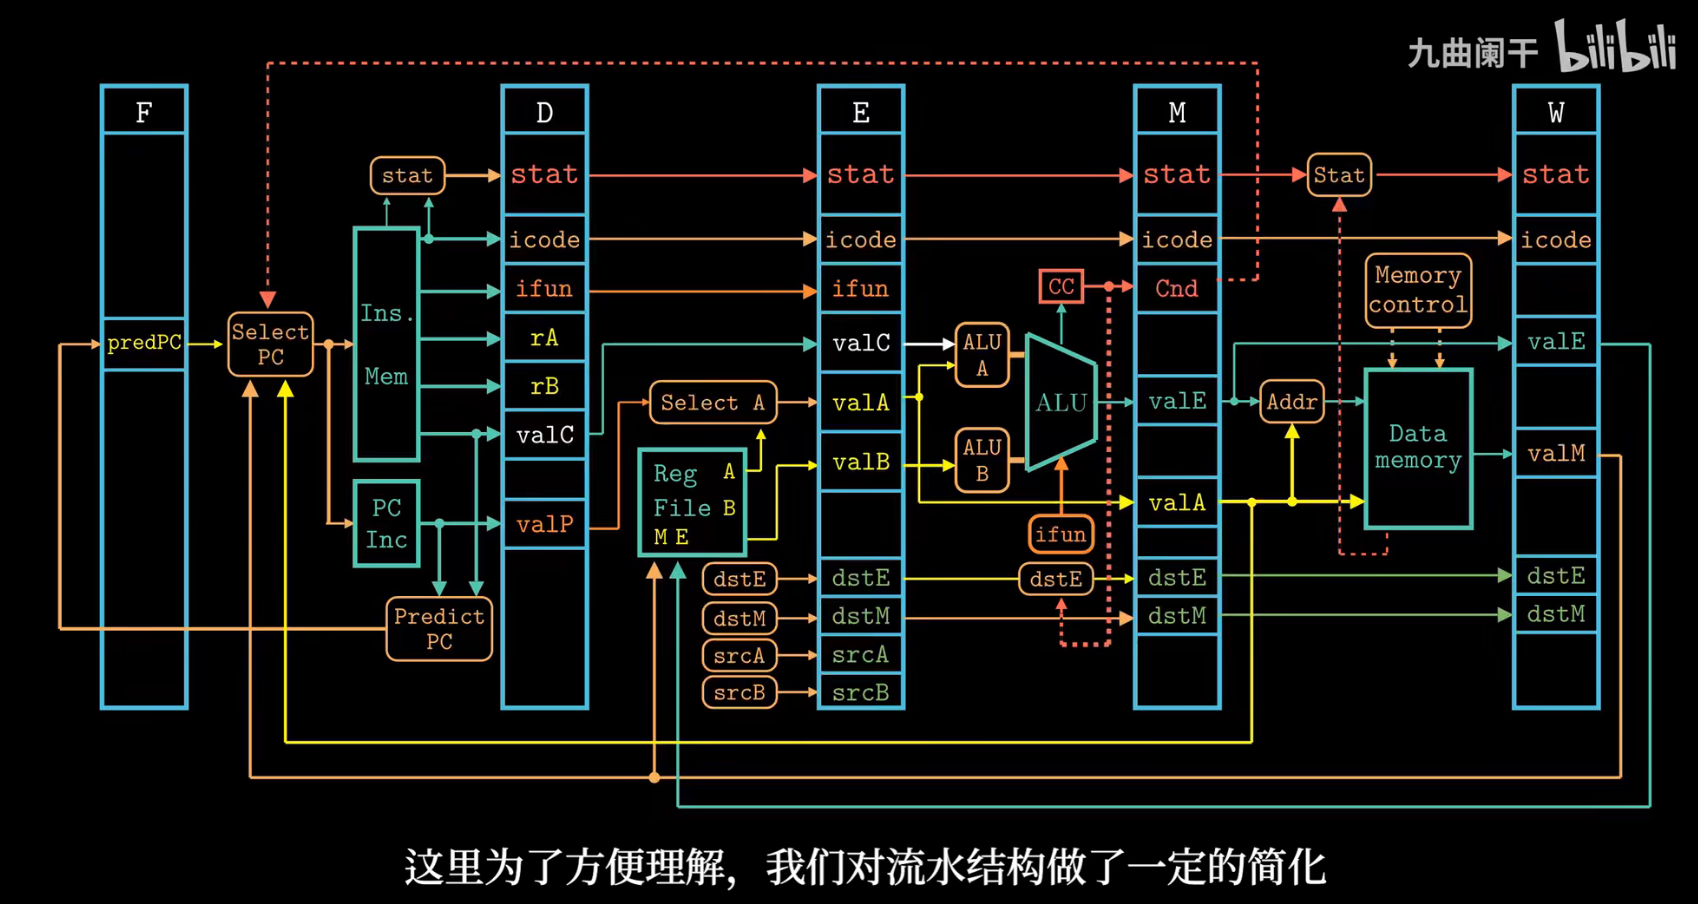 九曲阑干 bilibili
F
predPC
Select
PC
stat
Ins.
Mem
PC
Inc
Predict
PC
D
stat
icode
ifun
rA
rB
valC
valP
Select A
Reg A
File B
M E
dstE
dstM
srcA
srcB
E
stat
icode
ifun
valC
valA
valB
dstE
dstM
srcA
srcB
CC
ALU
A
ALU
B
ALU
ifun
dstE
M
stat
icode
Cnd
valE
valA
dstE
dstM
Stat
Memory
control
Addr
Data
memory
W
stat
icode
valE
valM
dstE
dstM
这里为了方便理解，我们对流水结构做了一定的简化